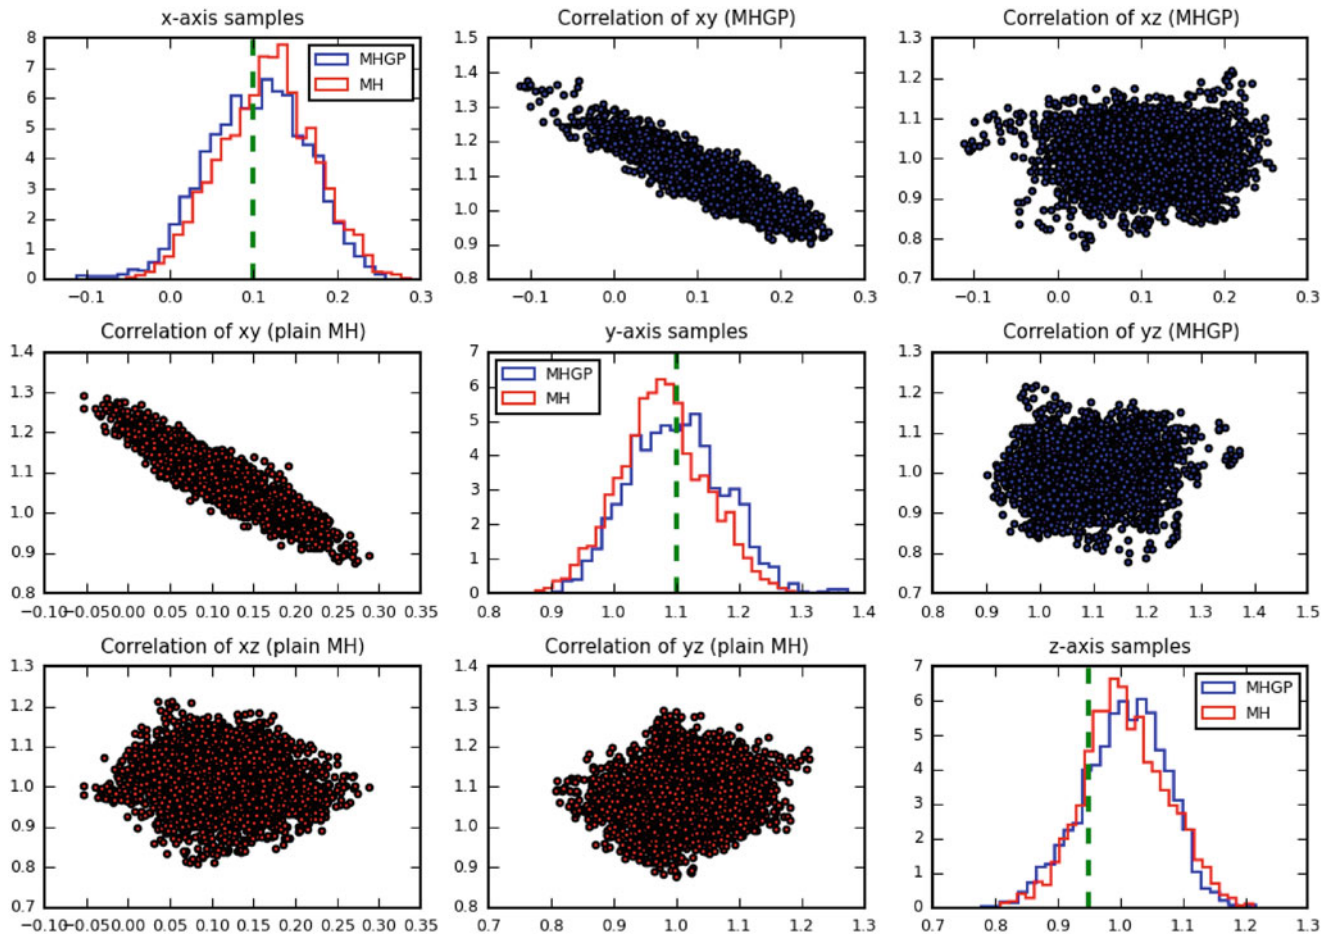 x-axis samples
8
7
6
5
4
3
2
1
0
−0.1 0.0 0.1 0.2 0.3
MHGP
MH
Correlation of xy (MHGP)
1.5
1.4
1.3
1.2
1.1
1.0
0.9
0.8
−0.1 0.0 0.1 0.2 0.3
Correlation of xz (MHGP)
1.3
1.2
1.1
1.0
0.9
0.8
0.7
−0.1 0.0 0.1 0.2 0.3
Correlation of xy (plain MH)
1.4
1.3
1.2
1.1
1.0
0.9
0.8
−0.10 −0.05 0.00 0.05 0.10 0.15 0.20 0.25 0.30 0.35
y-axis samples
7
6
5
4
3
2
1
0
0.8 0.9 1.0 1.1 1.2 1.3 1.4
MHGP
MH
Correlation of yz (MHGP)
1.3
1.2
1.1
1.0
0.9
0.8
0.7
0.8 0.9 1.0 1.1 1.2 1.3 1.4 1.5
Correlation of xz (plain MH)
1.3
1.2
1.1
1.0
0.9
0.8
0.7
−0.10 −0.05 0.00 0.05 0.10 0.15 0.20 0.25 0.30 0.35
Correlation of yz (plain MH)
1.4
1.3
1.2
1.1
1.0
0.9
0.8
0.7 0.8 0.9 1.0 1.1 1.2 1.3
z-axis samples
7
6
5
4
3
2
1
0
0.7 0.8 0.9 1.0 1.1 1.2 1.3
MHGP
MH